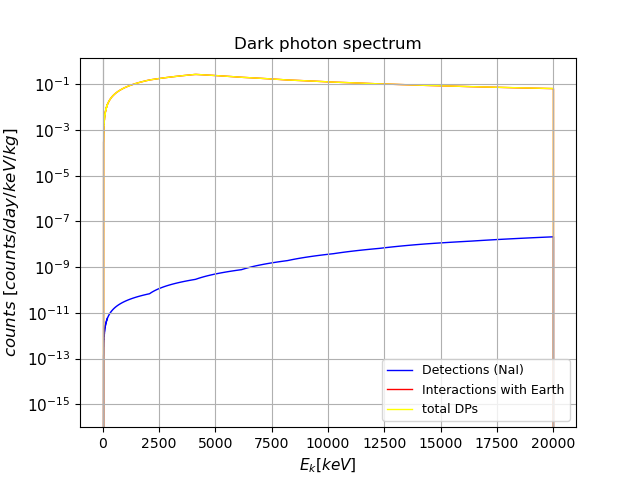 Dark photon spectrum
counts [counts/day/keV/kg]
10⁻¹
10⁻³
10⁻⁵
10⁻⁷
10⁻⁹
10⁻¹¹
10⁻¹³
10⁻¹⁵
Detections (NaI)
Interactions with Earth
total DPs
0 2500 5000 7500 10000 12500 15000 17500 20000
Eₖ[keV]